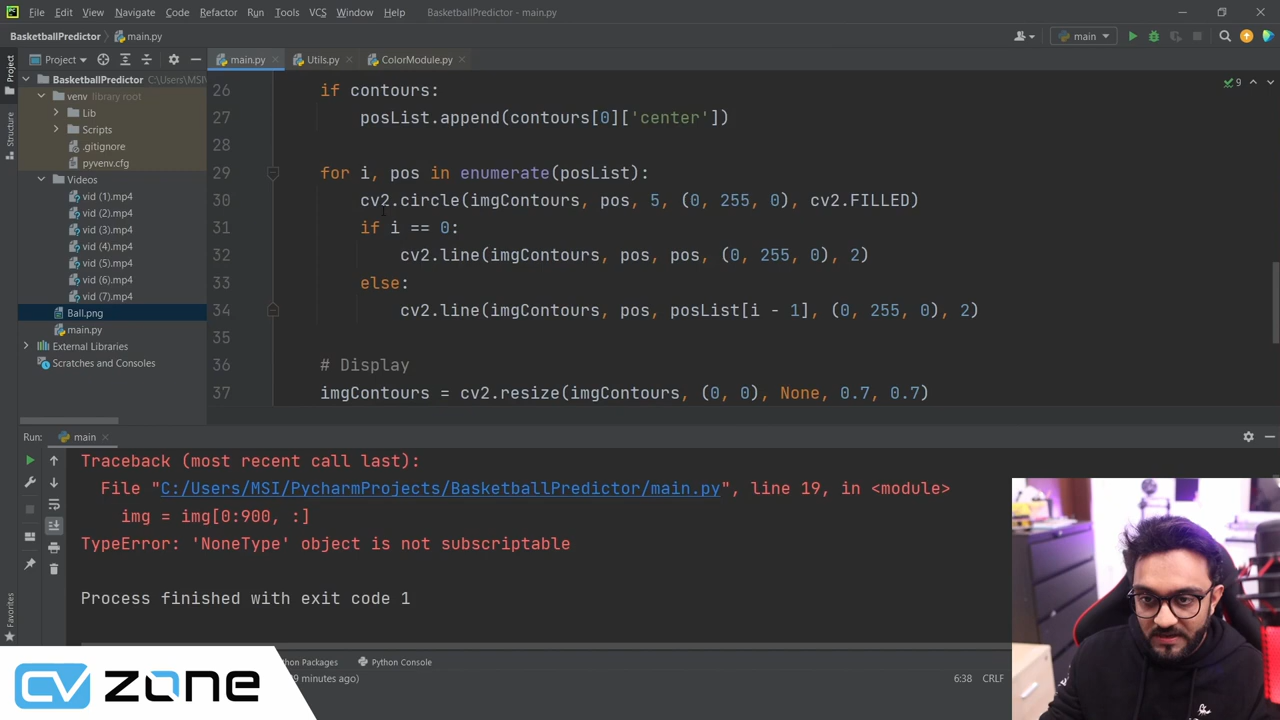 File Edit View Navigate Code Refactor Run Tools VCS Window Help BasketballPredictor - main.py
BasketballPredictor main.py main
Project main.py Utils.py ColorModule.py
BasketballPredictor C:\Users\MSI\
venv library root
Lib
Scripts
.gitignore
pyvenv.cfg
Videos
vid (1).mp4
vid (2).mp4
vid (3).mp4
vid (4).mp4
vid (5).mp4
vid (6).mp4
vid (7).mp4
Ball.png
main.py
External Libraries
Scratches and Consoles
Project
Structure
Favorites
9
26 if contours:
27 posList.append(contours[0]['center'])
28
29 for i, pos in enumerate(posList):
30 cv2.circle(imgContours, pos, 5, (0, 255, 0), cv2.FILLED)
31 if i == 0:
32 cv2.line(imgContours, pos, pos, (0, 255, 0), 2)
33 else:
34 cv2.line(imgContours, pos, posList[i - 1], (0, 255, 0), 2)
35
36 # Display
37 imgContours = cv2.resize(imgContours, (0, 0), None, 0.7, 0.7)
Run: main
Traceback (most recent call last):
File "C:/Users/MSI/PycharmProjects/BasketballPredictor/main.py", line 19, in <module>
img = img[0:900, :]
TypeError: 'NoneType' object is not subscriptable
Process finished with exit code 1
Packages Python Console
minutes ago) 6:38 CRLF
CV ZONE